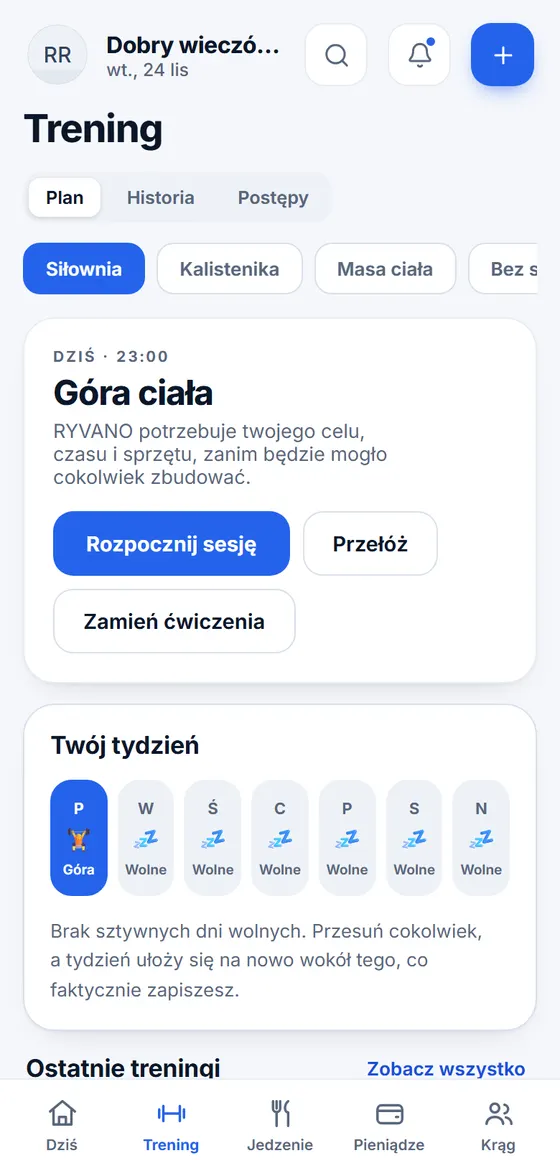 RR
Dobry wieczó...
wt., 24 lis
Trening
Plan
Historia
Postępy
Siłownia
Kalistenika
Masa ciała
Bez s
DZIŚ · 23:00
Góra ciała
RYVANO potrzebuje twojego celu,
czasu i sprzętu, zanim będzie mogło
cokolwiek zbudować.
Rozpocznij sesję
Przełóż
Zamień ćwiczenia
Twój tydzień
P
W
Ś
C
P
S
N
Góra
Wolne
Wolne
Wolne
Wolne
Wolne
Wolne
Brak sztywnych dni wolnych. Przesuń cokolwiek,
a tydzień ułoży się na nowo wokół tego, co
faktycznie zapiszesz.
Ostatnie treningi
Zobacz wszystko
Dziś
Trening
Jedzenie
Pieniądze
Krąg